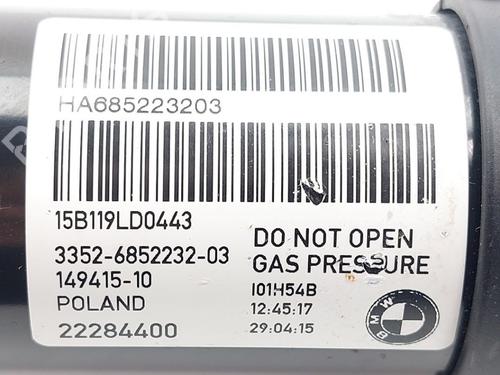 HA685223203
15B119LD0443
3352-6852232-03
149415-10
POLAND
22284400
DO NOT OPEN
GAS PRESSURE
I01H54B
12:45:17
29:04:15
BMW